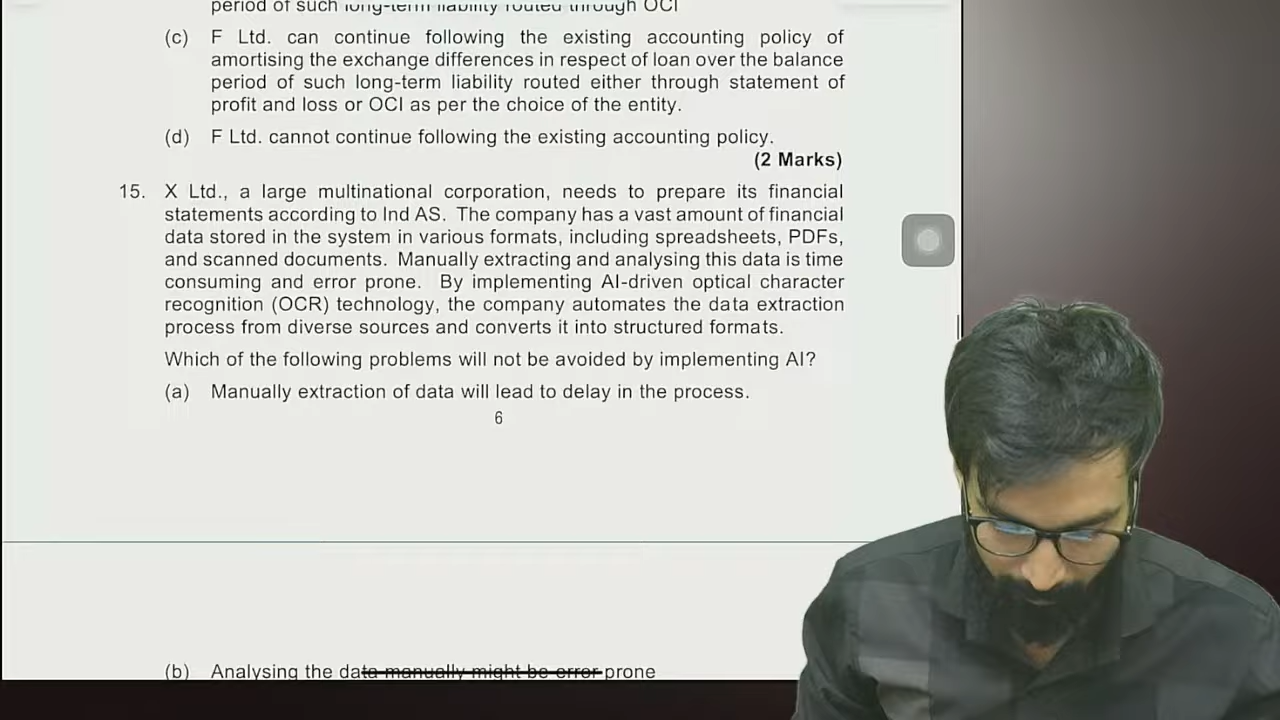 period of such long-term liability routed through OCI
(c) F Ltd. can continue following the existing accounting policy of
amortising the exchange differences in respect of loan over the balance
period of such long-term liability routed either through statement of
profit and loss or OCI as per the choice of the entity.
(d) F Ltd. cannot continue following the existing accounting policy.
(2 Marks)
15. X Ltd., a large multinational corporation, needs to prepare its financial
statements according to Ind AS. The company has a vast amount of financial
data stored in the system in various formats, including spreadsheets, PDFs,
and scanned documents. Manually extracting and analysing this data is time
consuming and error prone. By implementing AI-driven optical character
recognition (OCR) technology, the company automates the data extraction
process from diverse sources and converts it into structured formats.
Which of the following problems will not be avoided by implementing AI?
(a) Manually extraction of data will lead to delay in the process.
6
(b) Analysing the data manually might be error prone